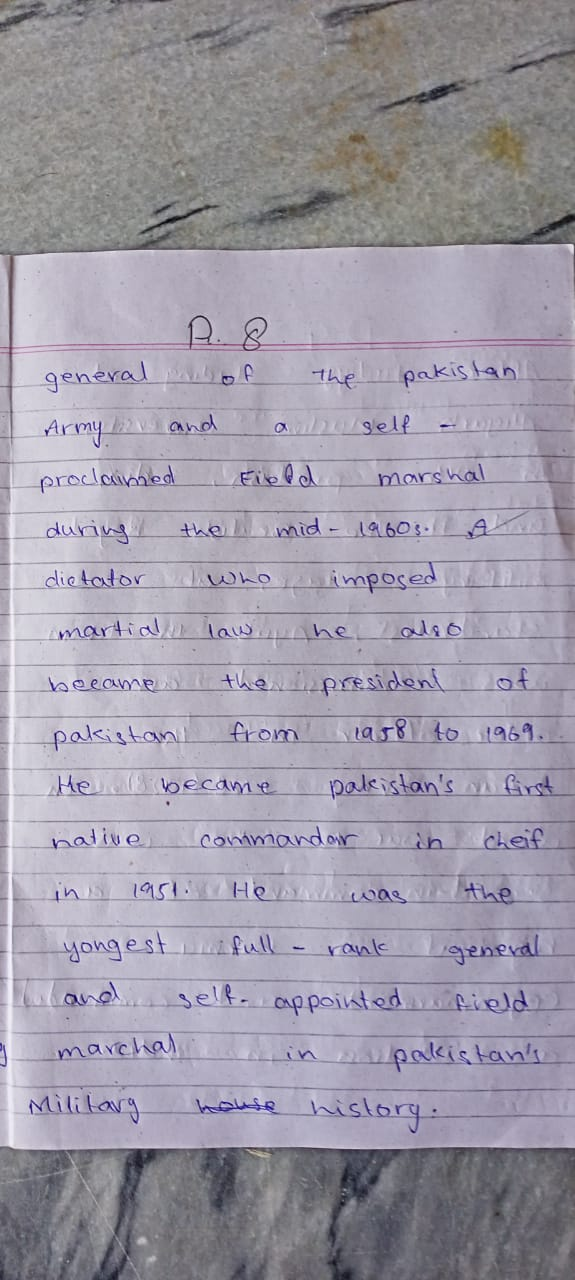 P. 8
general of the pakistan
Army and a self -
proclaimed Field marshal
during the mid - 1960s. A
dictator who imposed
martial law he also
became the president of
pakistan from 1958 to 1969.
He became pakistan's first
native commandar in cheif
in 1951. He was the
yongest full - rank general
and self- appointed field
marchal in pakistan's
Military house history.